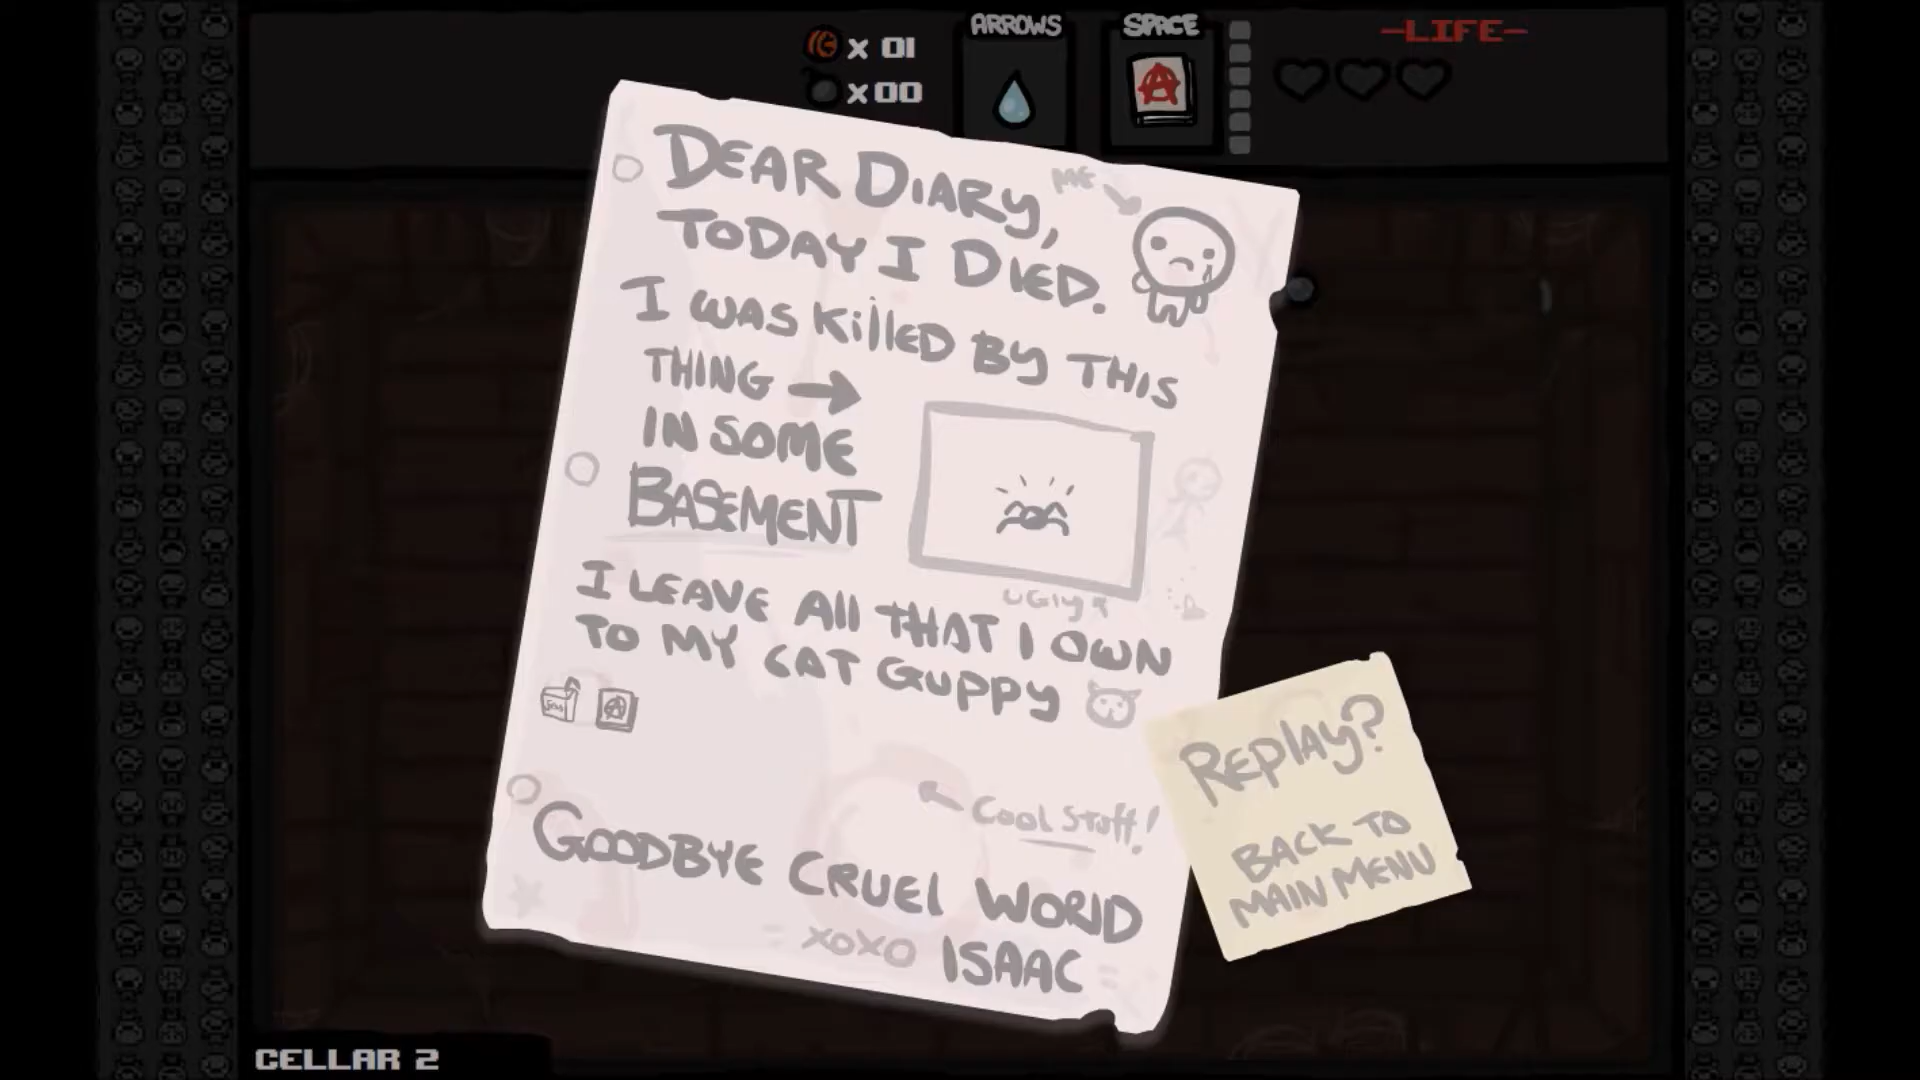 ARROWS
SPACE
-LIFE-
x 01
x 00
DEAR DIARY,
ME
TODAY I DIED.
I WAS KillED BY THIS
THING →
IN SOME
BASEMENT
UGLY
I LEAVE All THAT I OWN
TO MY CAT GUPPY
COOL STUFF!
GOODBYE CRUEl WORlD
XOXO ISAAC
REPlAY?
BACK TO
MAIN MENU
CELLAR 2